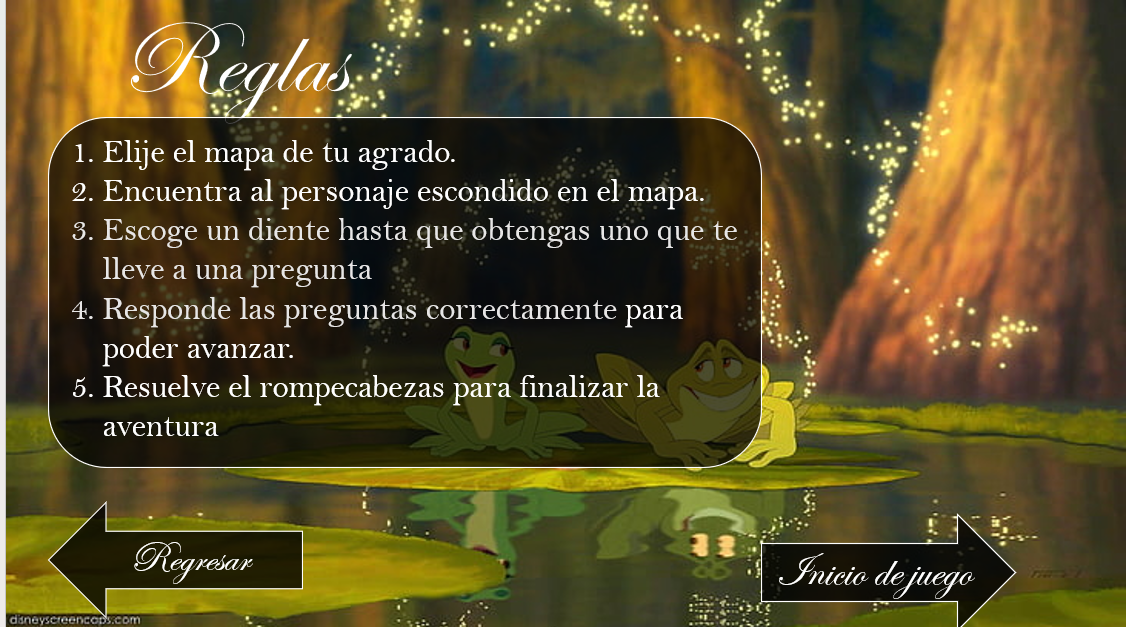 Reglas
1. Elije el mapa de tu agrado.
2. Encuentra al personaje escondido en el mapa.
3. Escoge un diente hasta que obtengas uno que te
lleve a una pregunta
4. Responde las preguntas correctamente para
poder avanzar.
5. Resuelve el rompecabezas para finalizar la
aventura
Regresar
Inicio de juego
disneyscreencaps.com